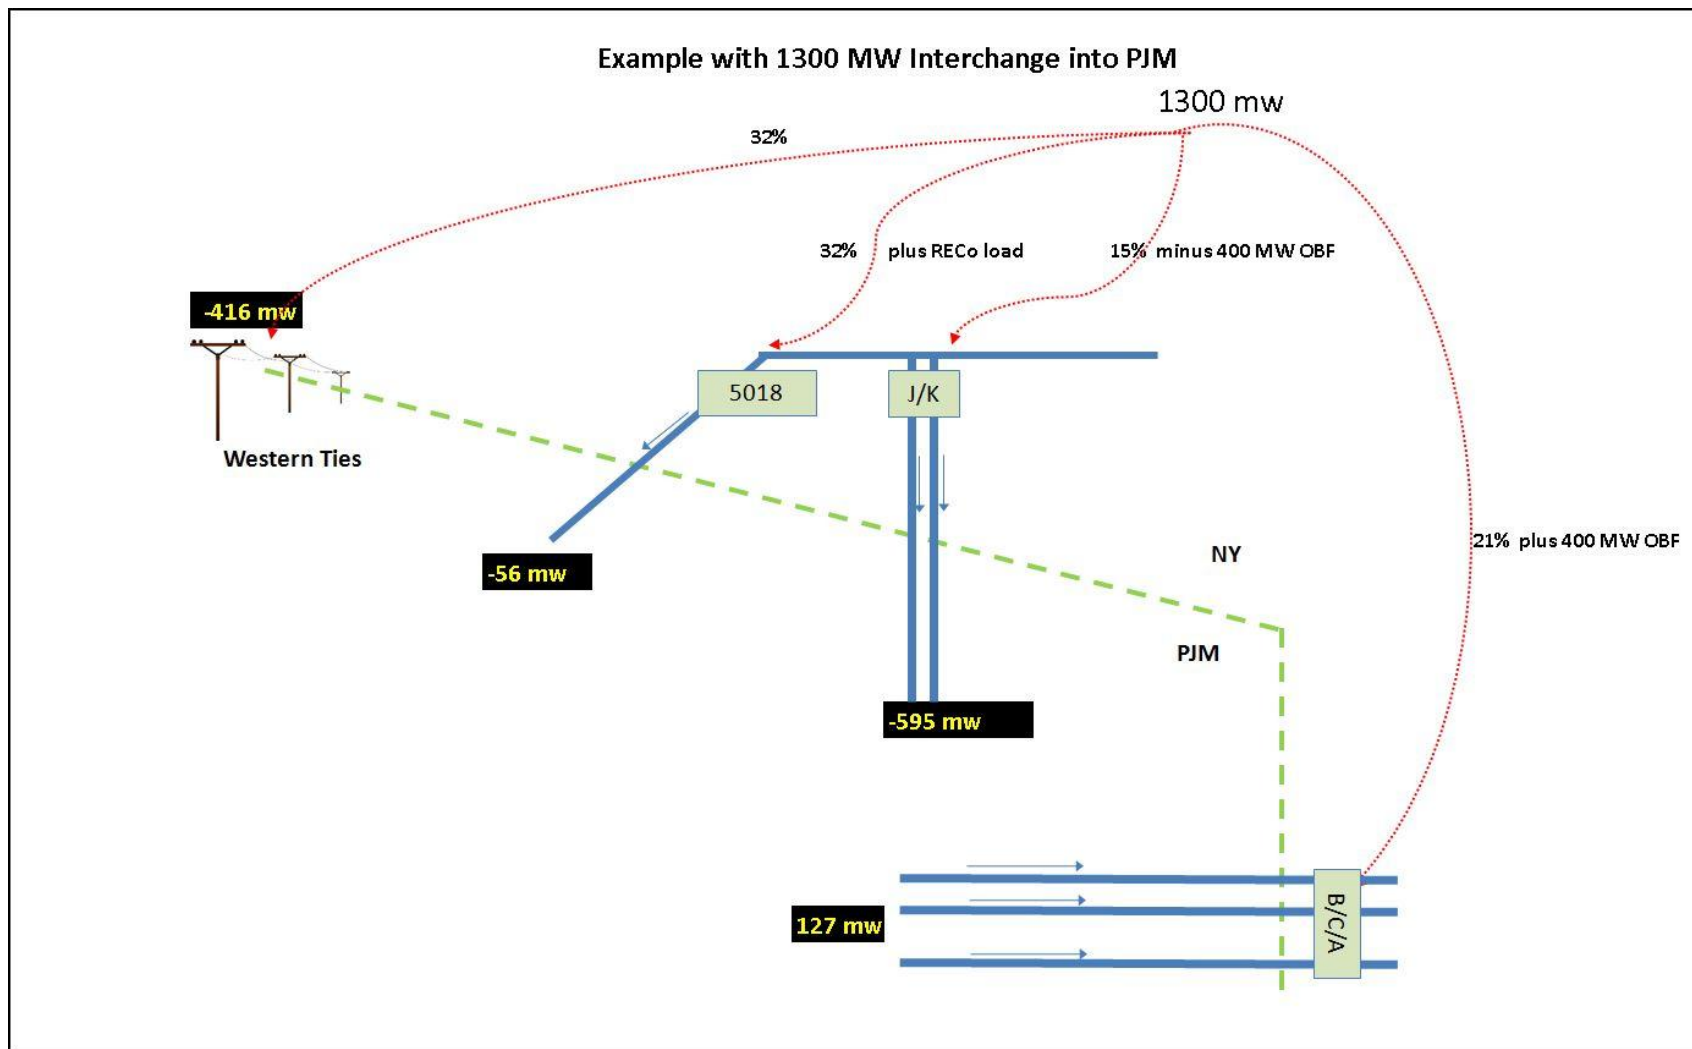 Example with 1300 MW Interchange into PJM
1300 mw
32%
32% plus RECo load
15% minus 400 MW OBF
-416 mw
5018
J/K
Western Ties
21% plus 400 MW OBF
NY
-56 mw
PJM
-595 mw
B/C/A
127 mw